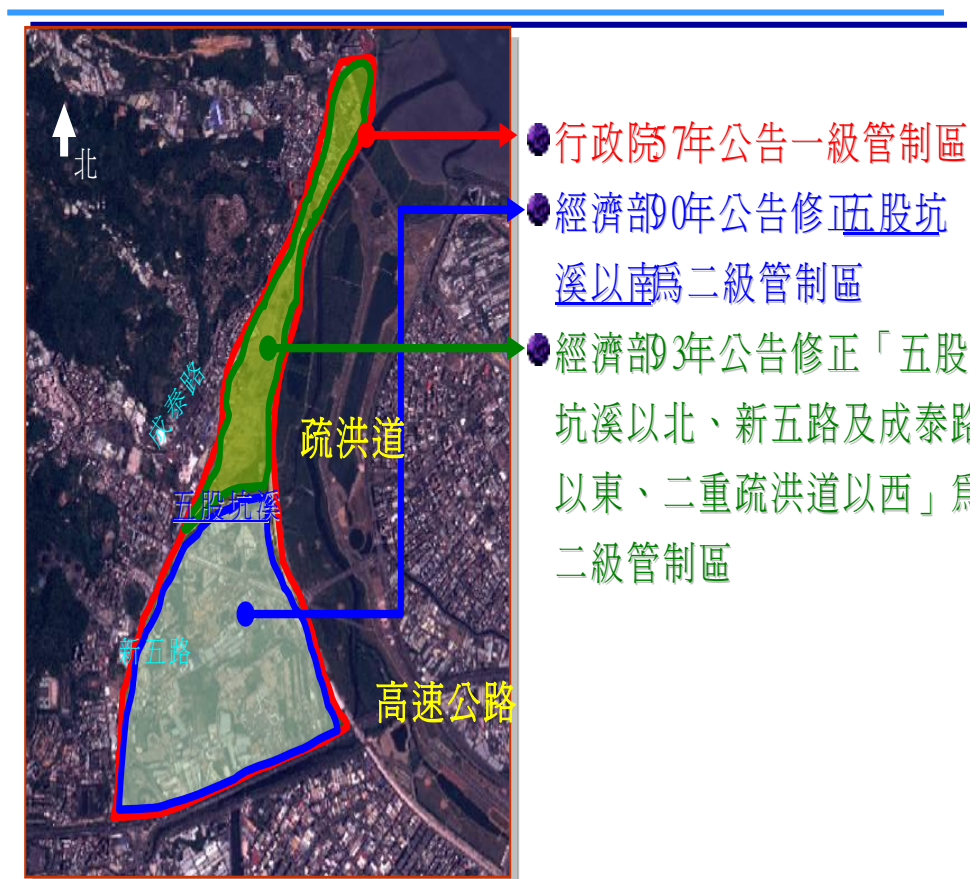 北
成泰路
疏洪道
五股坑溪
新五路
高速公路
行政院57年公告一級管制區
經濟部90年公告修正五股坑
溪以南爲二級管制區
經濟部93年公告修正「五股
坑溪以北、新五路及成泰路
以東、二重疏洪道以西」爲
二級管制區